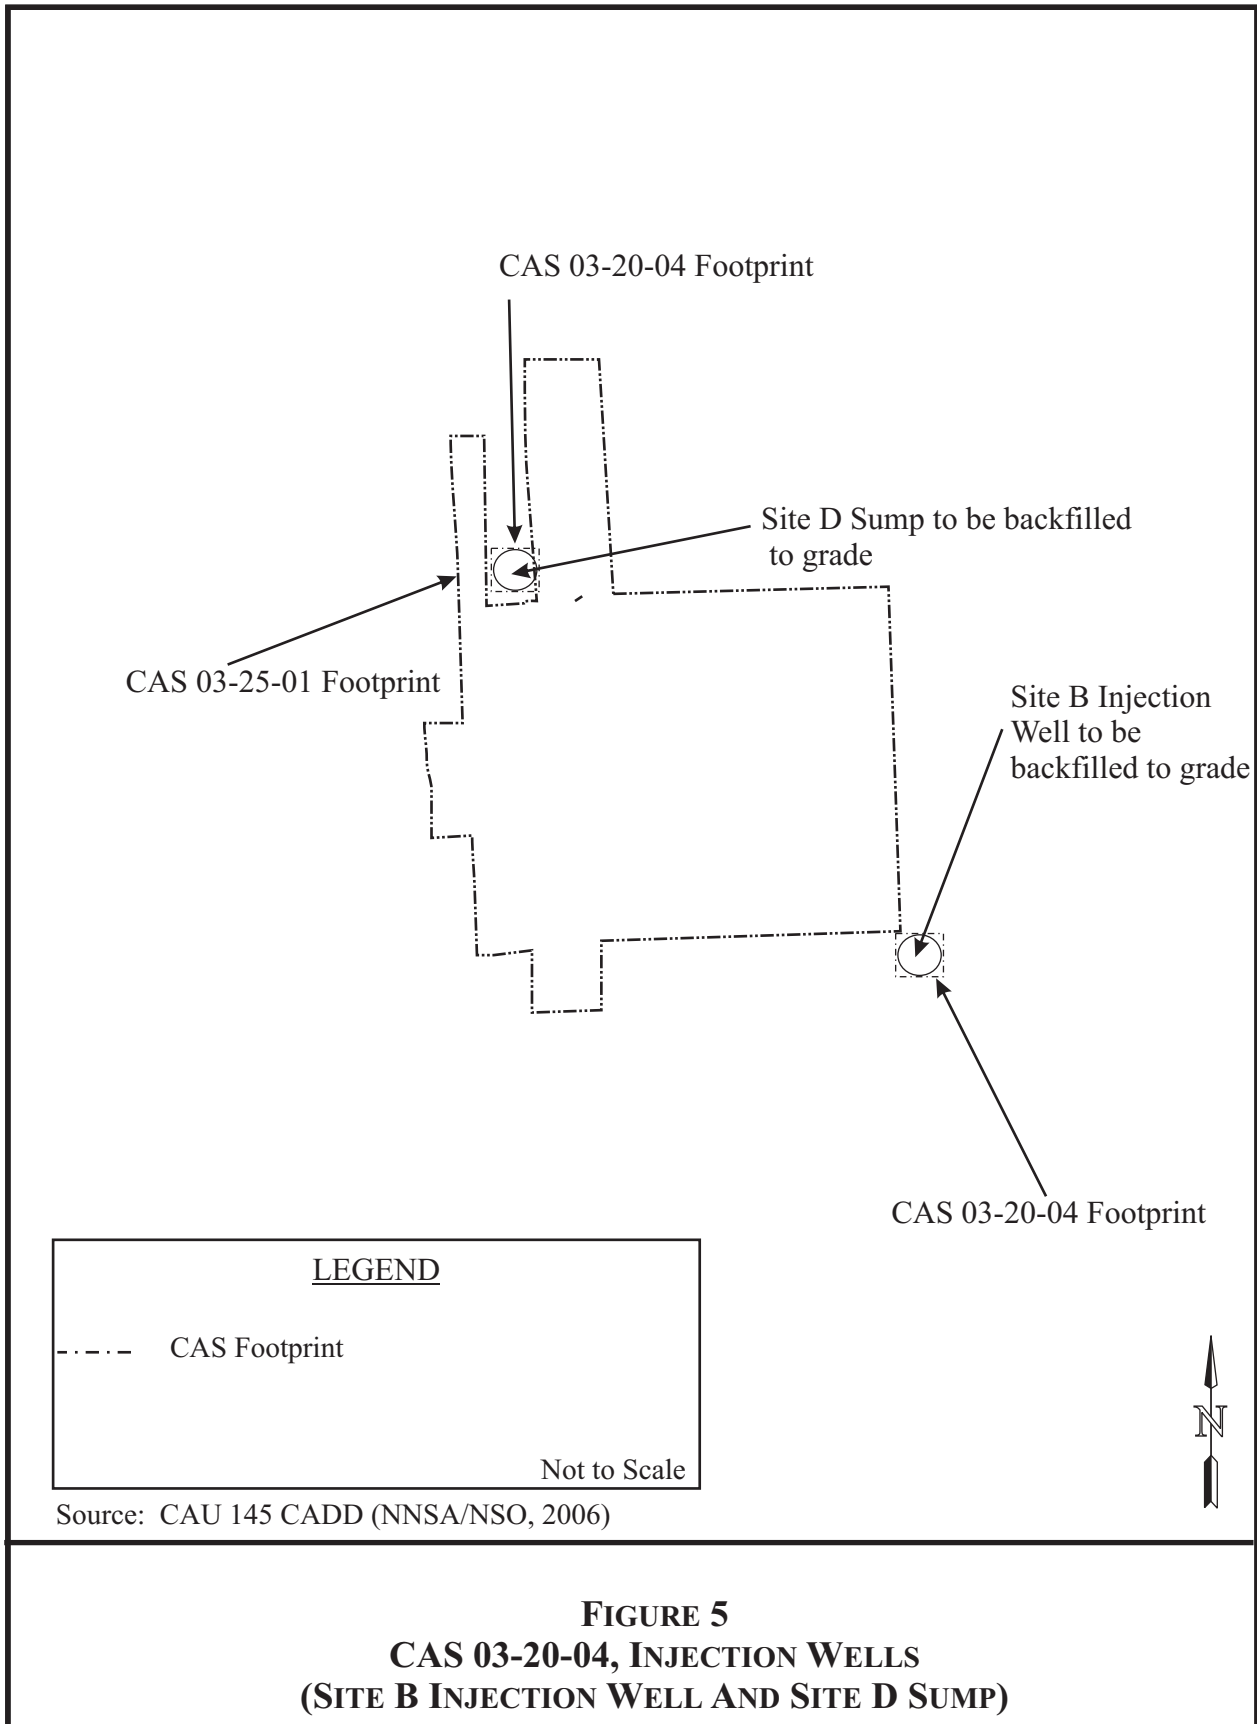 CAS 03-20-04 Footprint
Site D Sump to be backfilled
to grade
CAS 03-25-01 Footprint
Site B Injection
Well to be
backfilled to grade
CAS 03-20-04 Footprint
LEGEND
CAS Footprint
Not to Scale
N
Source: CAU 145 CADD (NNSA/NSO, 2006)
FIGURE 5
CAS 03-20-04, INJECTION WELLS
(SITE B INJECTION WELL AND SITE D SUMP)